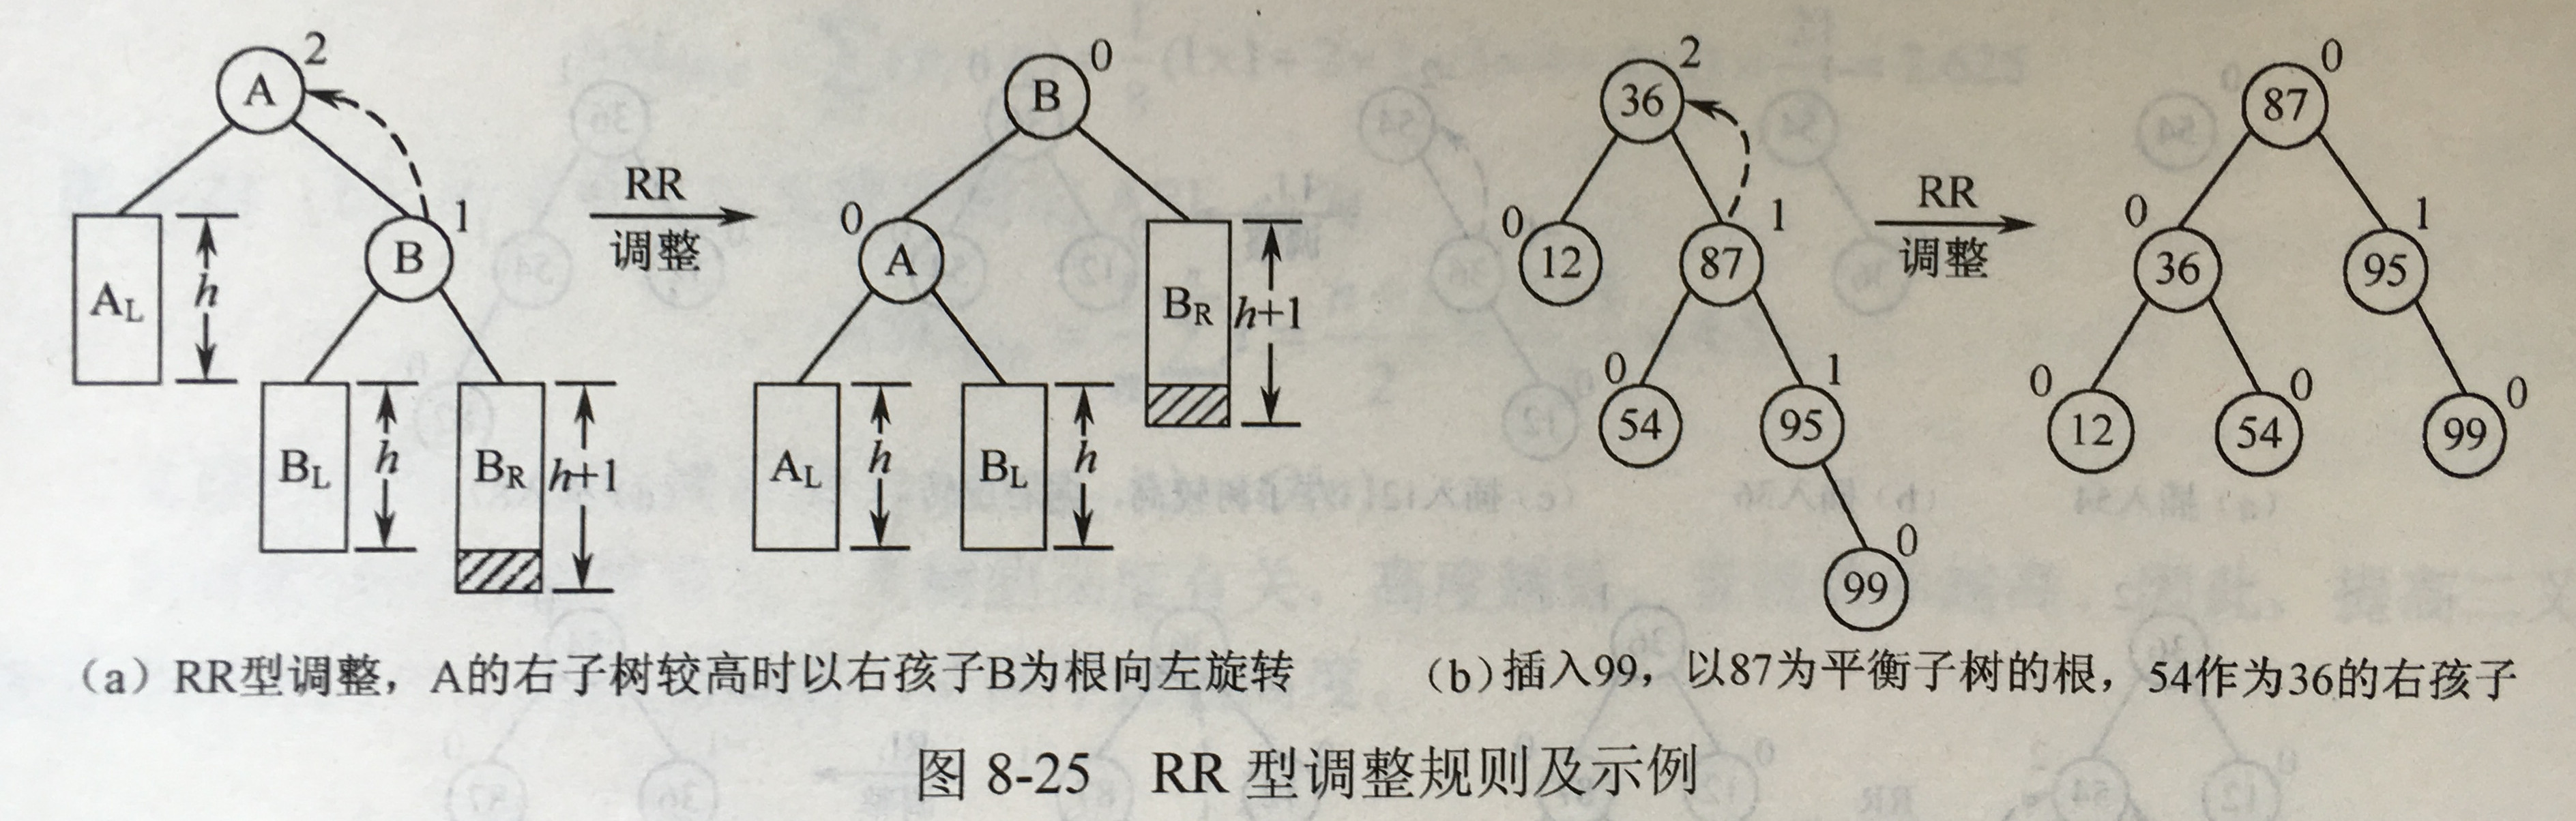 A 2
B 1
A_L h
B_L h
B_R h+1
RR
调整
B 0
0 A
A_L h
B_L h
B_R h+1
36 2
0 12
87 1
0 54
95 1
99 0
RR
调整
87 0
0 36
95 1
0 12
54 0
99 0
(a) RR型调整，A的右子树较高时以右孩子B为根向左旋转
(b) 插入99，以87为平衡子树的根，54作为36的右孩子
图 8-25 RR 型调整规则及示例